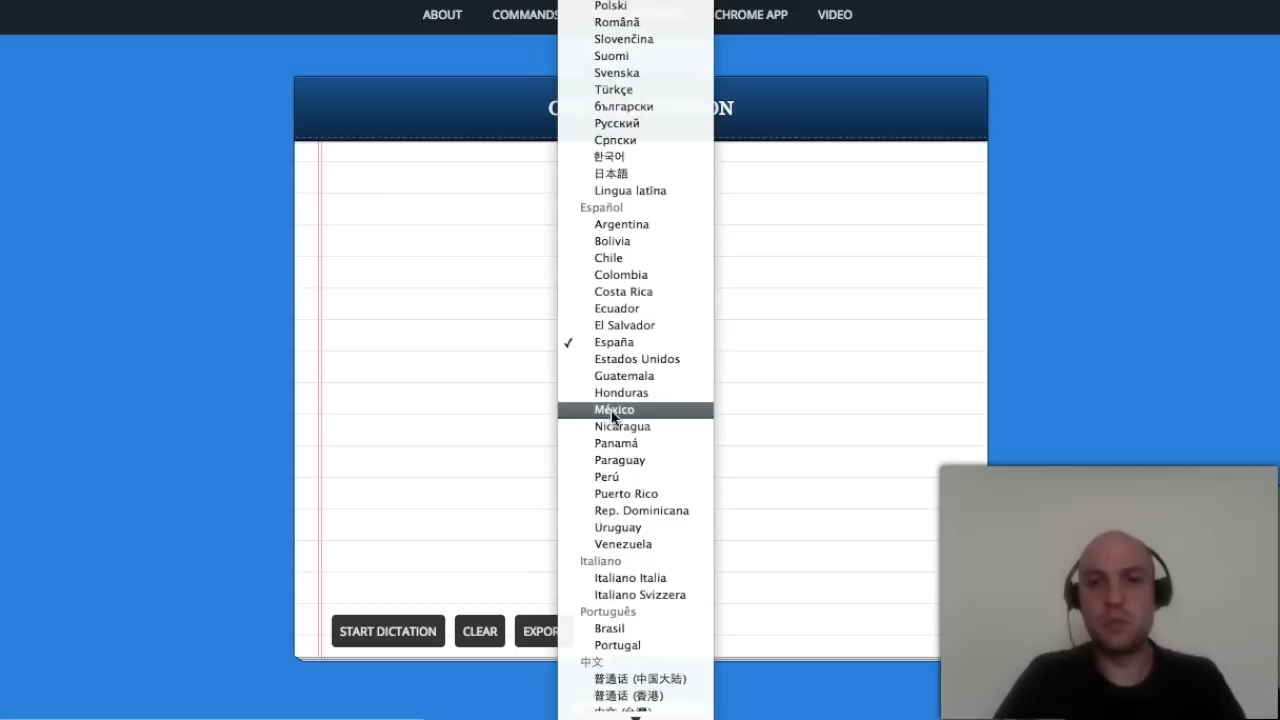 ABOUT
COMMANDS
CHROME APP
VIDEO
Polski
Română
Slovenčina
Suomi
Svenska
Türkçe
български
Русский
Српски
한국어
日本語
Lingua latīna
Español
Argentina
Bolivia
Chile
Colombia
Costa Rica
Ecuador
El Salvador
✓ España
Estados Unidos
Guatemala
Honduras
México
Nicaragua
Panamá
Paraguay
Perú
Puerto Rico
Rep. Dominicana
Uruguay
Venezuela
Italiano
Italiano Italia
Italiano Svizzera
Português
Brasil
Portugal
中文
普通话 (中国大陆)
普通话 (香港)
START DICTATION
CLEAR
EXPOR